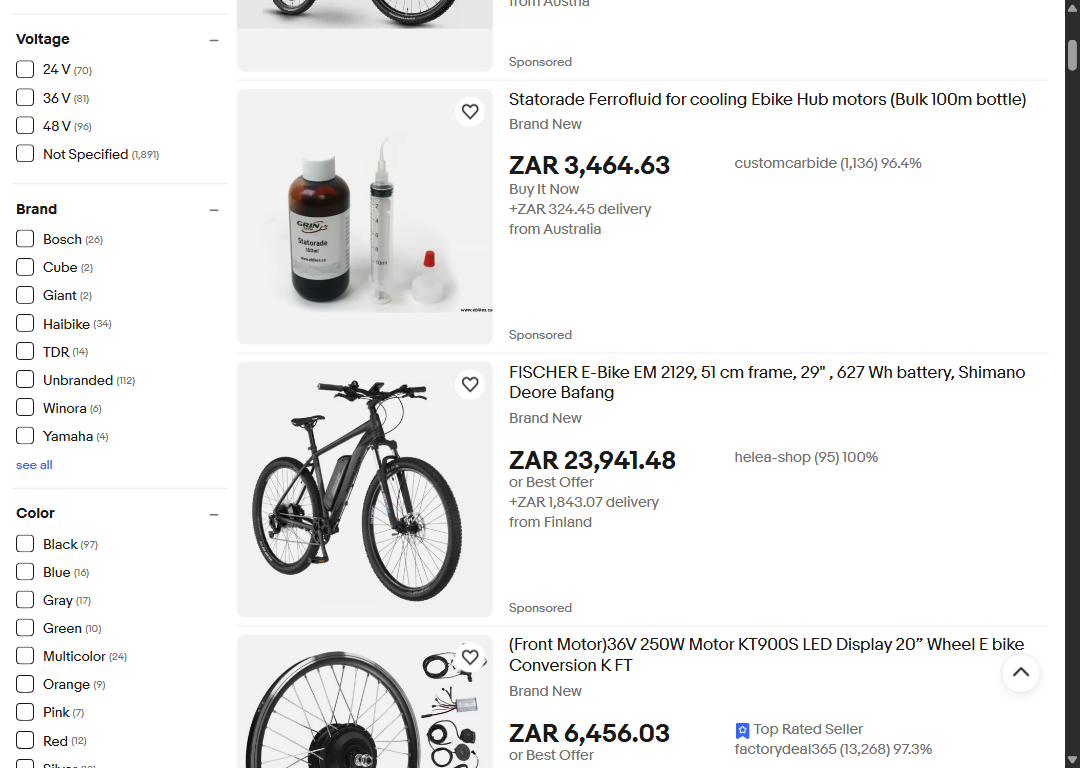 Voltage
24 V (70)
36 V (81)
48 V (96)
Not Specified (1,891)
Brand
Bosch (26)
Cube (2)
Giant (2)
Haibike (34)
TDR (14)
Unbranded (112)
Winora (6)
Yamaha (4)
see all
Color
Black (97)
Blue (16)
Gray (17)
Green (10)
Multicolor (24)
Orange (9)
Pink (7)
Red (12)
Silver
from Austria
Sponsored
Statorade Ferrofluid for cooling Ebike Hub motors (Bulk 100m bottle)
Brand New
ZAR 3,464.63
Buy It Now
+ZAR 324.45 delivery
from Australia
customcarbide (1,136) 96.4%
GRIN
Statorade
100ml
www.ebikes.ca
Sponsored
FISCHER E-Bike EM 2129, 51 cm frame, 29" , 627 Wh battery, Shimano
Deore Bafang
Brand New
ZAR 23,941.48
or Best Offer
+ZAR 1,843.07 delivery
from Finland
helea-shop (95) 100%
Sponsored
(Front Motor)36V 250W Motor KT900S LED Display 20” Wheel E bike
Conversion K FT
Brand New
ZAR 6,456.03
or Best Offer
Top Rated Seller
factorydeal365 (13,268) 97.3%